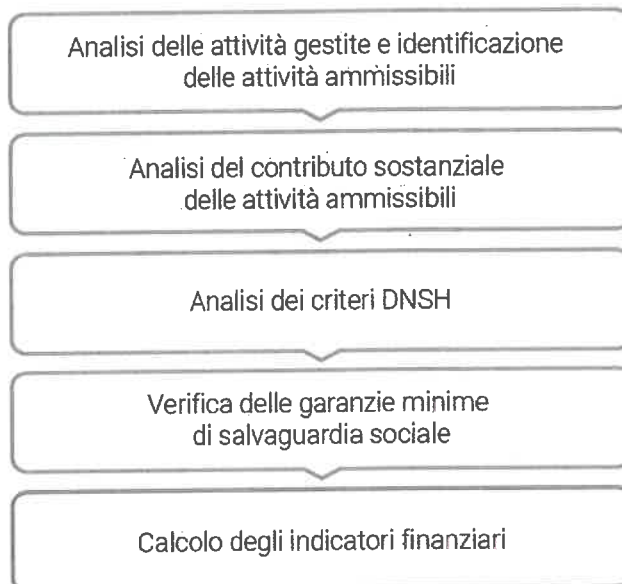 Analisi delle attività gestite e identificazione
delle attività ammissibili
Analisi del contributo sostanziale
delle attività ammissibili
Analisi dei criteri DNSH
Verifica delle garanzie minime
di salvaguardia sociale
Calcolo degli indicatori finanziari